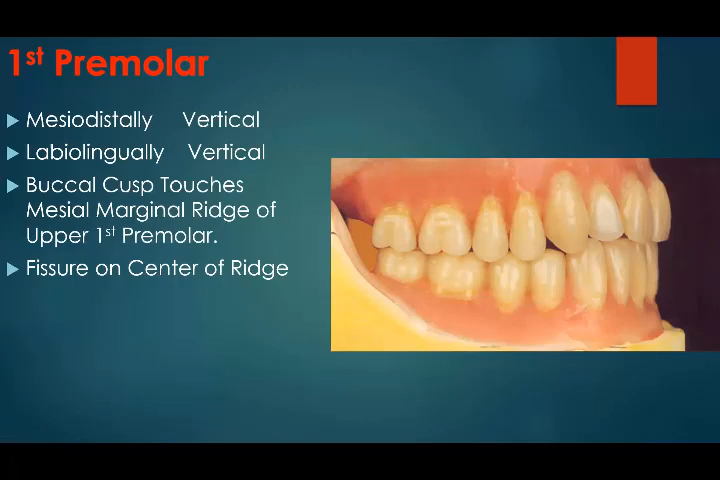 1st Premolar
Mesiodistally Vertical
Labiolingually Vertical
Buccal Cusp Touches
Mesial Marginal Ridge of
Upper 1st Premolar.
Fissure on Center of Ridge